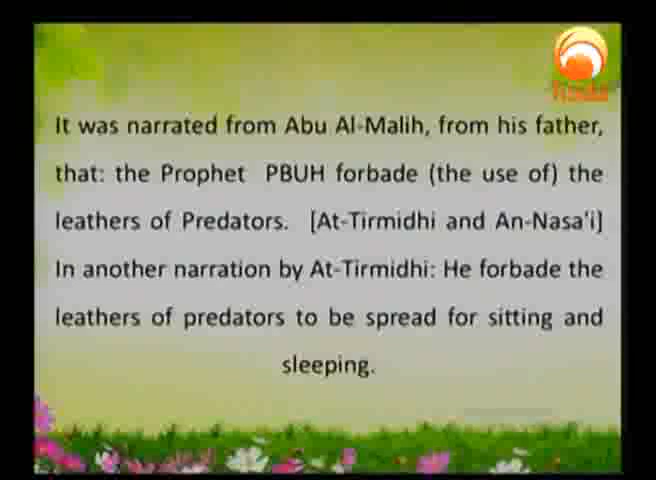 It was narrated from Abu Al-Malih, from his father,
that: the Prophet PBUH forbade (the use of) the
leathers of Predators. [At-Tirmidhi and An-Nasa'i]
In another narration by At-Tirmidhi: He forbade the
leathers of predators to be spread for sitting and
sleeping.